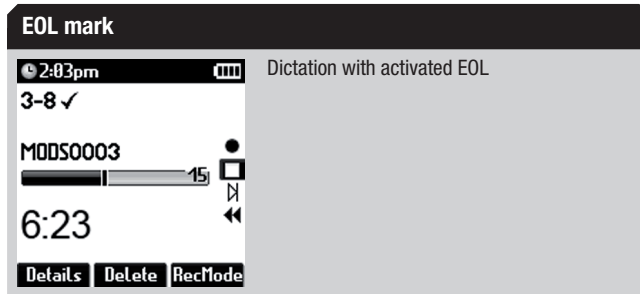 EOL mark
2:03pm
Dictation with activated EOL
3-8 ✓
MODS0003
15
6:23
Details Delete RecMode